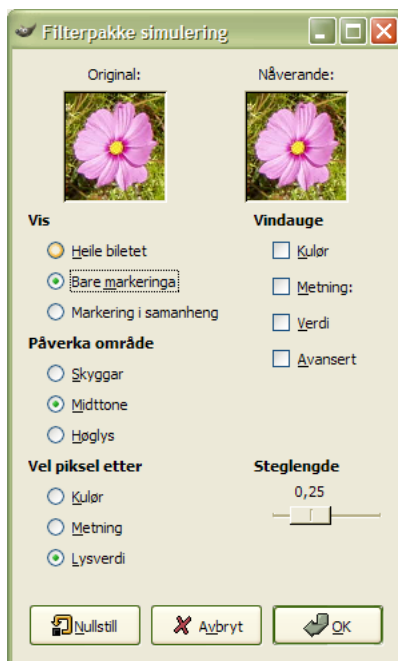 Filterpakke simulering
Original: Nåverande:
Vis Vindauge
Heile biletet Kulør
Bare markeringa Metning:
Markering i samanheng Verdi
Påverka område Avansert
Skyggar
Midttone
Høglys
Vel piksel etter Steglengde
Kulør 0,25
Metning
Lysverdi
Nullstill Avbryt OK